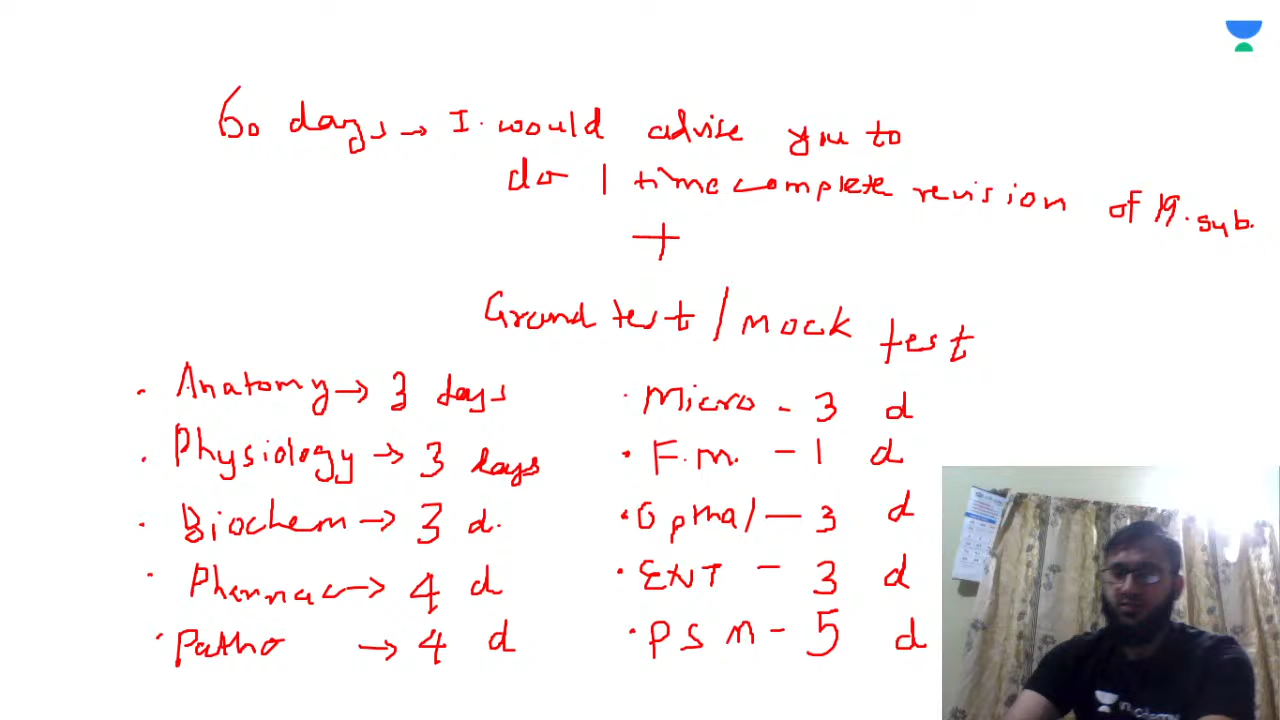 60 days → I would advise you to
do 1 time complete revision of 19 sub.
+
Grand test / mock test
• Anatomy → 3 days
• Physiology → 3 days
• Biochem → 3 d.
• Pharmac → 4 d
• Patho → 4 d
• Micro - 3 d
• F.M. - 1 d
• Opthal - 3 d
• ENT - 3 d
• PSM - 5 d